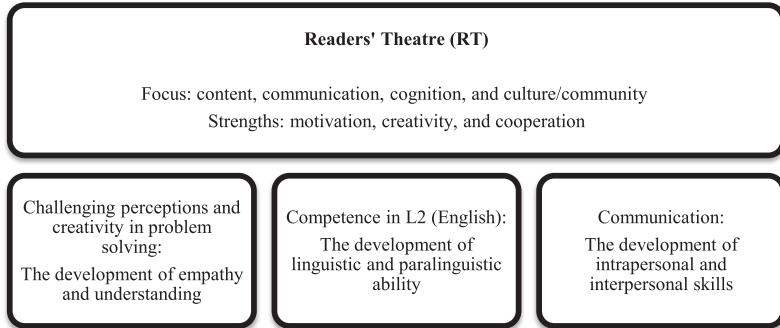 Readers' Theatre (RT)
Focus: content, communication, cognition, and culture/community
Strengths: motivation, creativity, and cooperation
Challenging perceptions and
creativity in problem
solving:
The development of empathy
and understanding
Competence in L2 (English):
The development of
linguistic and paralinguistic
ability
Communication:
The development of
intrapersonal and
interpersonal skills